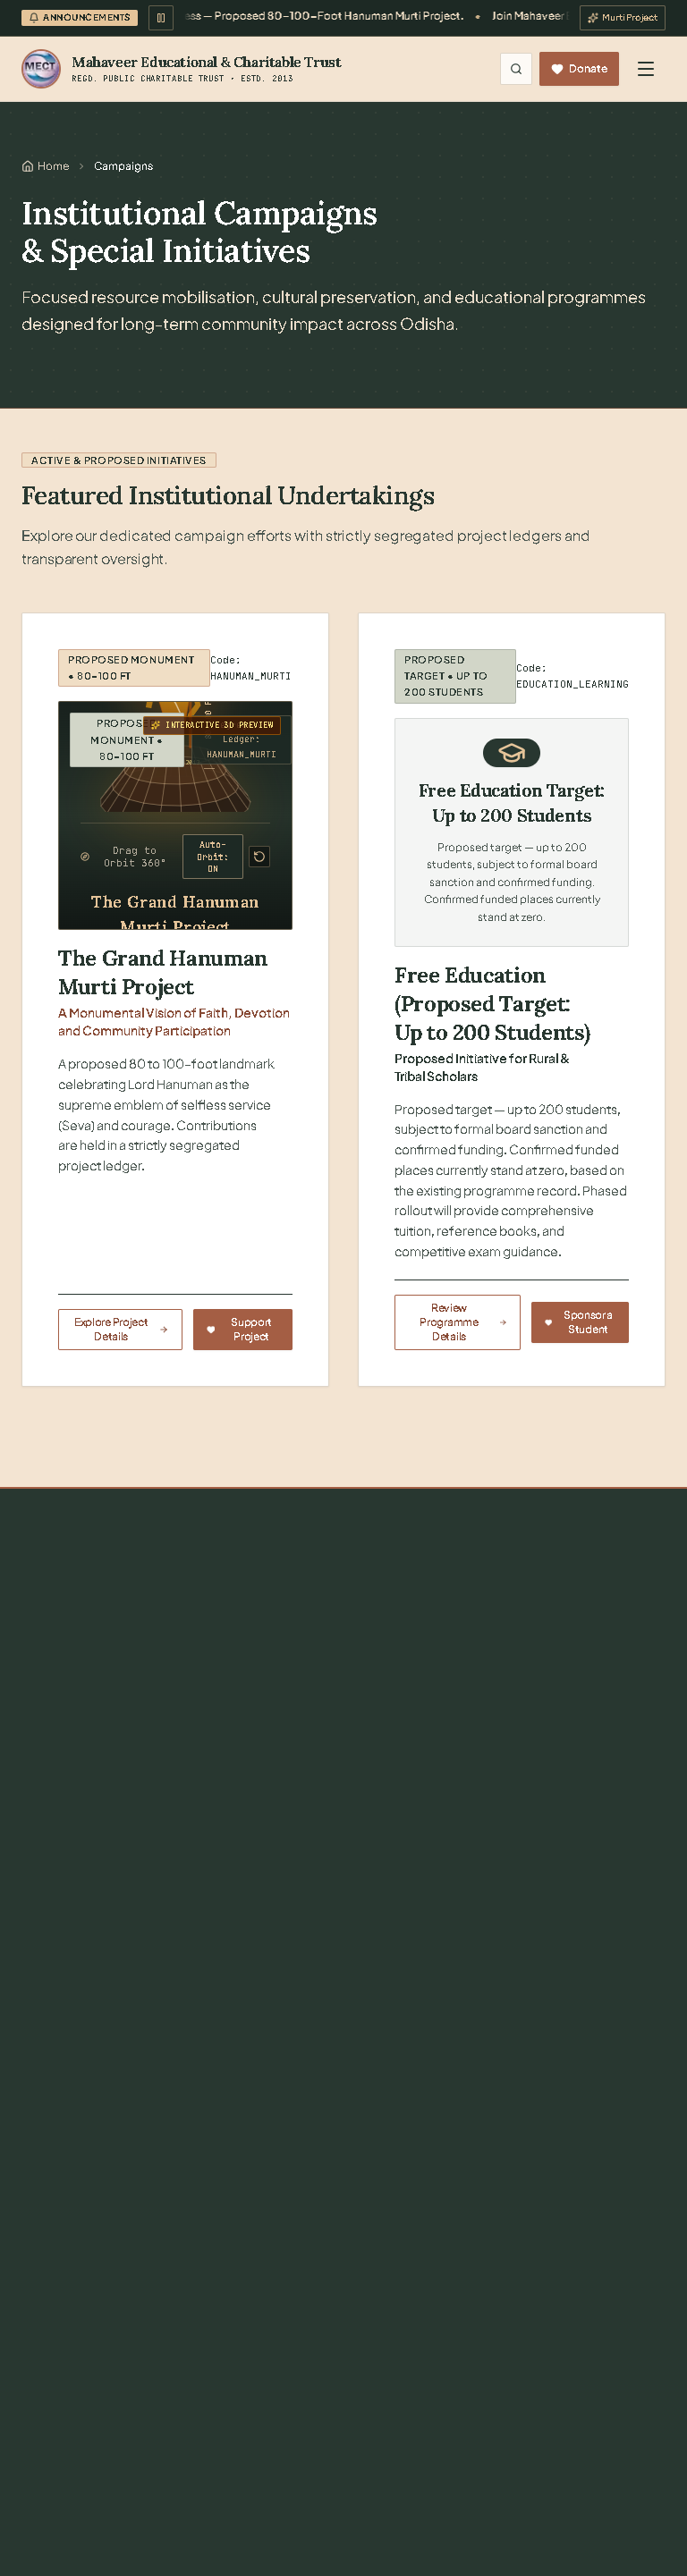 ANNOUNCEMENTS
ess — Proposed 80–100–Foot Hanuman Murti Project. • Join Mahaveer
Murti Project
MECT
Mahaveer Educational & Charitable Trust
REGD. PUBLIC CHARITABLE TRUST • ESTD. 2013
Donate
Home > Campaigns
Institutional Campaigns
& Special Initiatives
Focused resource mobilisation, cultural preservation, and educational programmes
designed for long-term community impact across Odisha.
ACTIVE & PROPOSED INITIATIVES
Featured Institutional Undertakings
Explore our dedicated campaign efforts with strictly segregated project ledgers and
transparent oversight.
PROPOSED MONUMENT
• 80–100 FT
Code:
HANUMAN_MURTI
INTERACTIVE 3D PREVIEW
MONUMENT •
80–100 FT
Ledger:
HANUMAN_MURTI
Drag to
Orbit 360°
Auto-
Orbit:
ON
The Grand Hanuman
Murti Project
The Grand Hanuman
Murti Project
A Monumental Vision of Faith, Devotion
and Community Participation
A proposed 80 to 100-foot landmark
celebrating Lord Hanuman as the
supreme emblem of selfless service
(Seva) and courage. Contributions
are held in a strictly segregated
project ledger.
Explore Project
Details
Support
Project
PROPOSED
TARGET • UP TO
200 STUDENTS
Code:
EDUCATION_LEARNING
Free Education Target:
Up to 200 Students
Proposed target — up to 200
students, subject to formal board
sanction and confirmed funding.
Confirmed funded places currently
stand at zero.
Free Education
(Proposed Target:
Up to 200 Students)
Proposed Initiative for Rural &
Tribal Scholars
Proposed target — up to 200 students,
subject to formal board sanction and
confirmed funding. Confirmed funded
places currently stand at zero, based on
the existing programme record. Phased
rollout will provide comprehensive
tuition, reference books, and
competitive exam guidance.
Review
Programme
Details
Sponsor a
Student